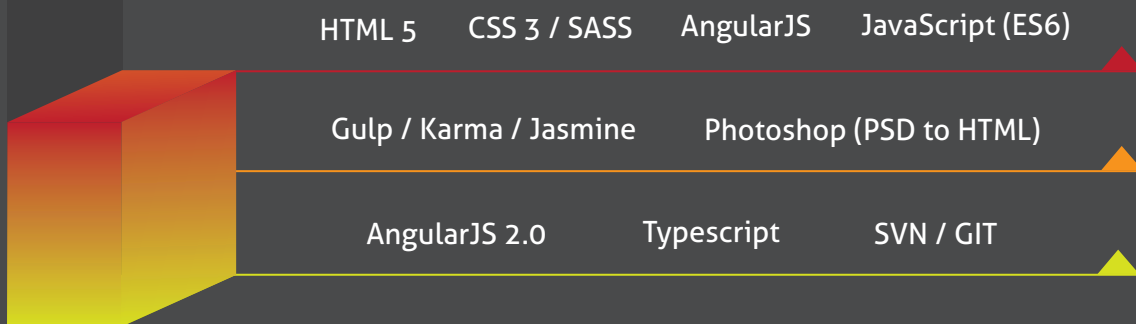 HTML 5 CSS 3 / SASS AngularJS JavaScript (ES6)
Gulp / Karma / Jasmine Photoshop (PSD to HTML)
AngularJS 2.0 Typescript SVN / GIT